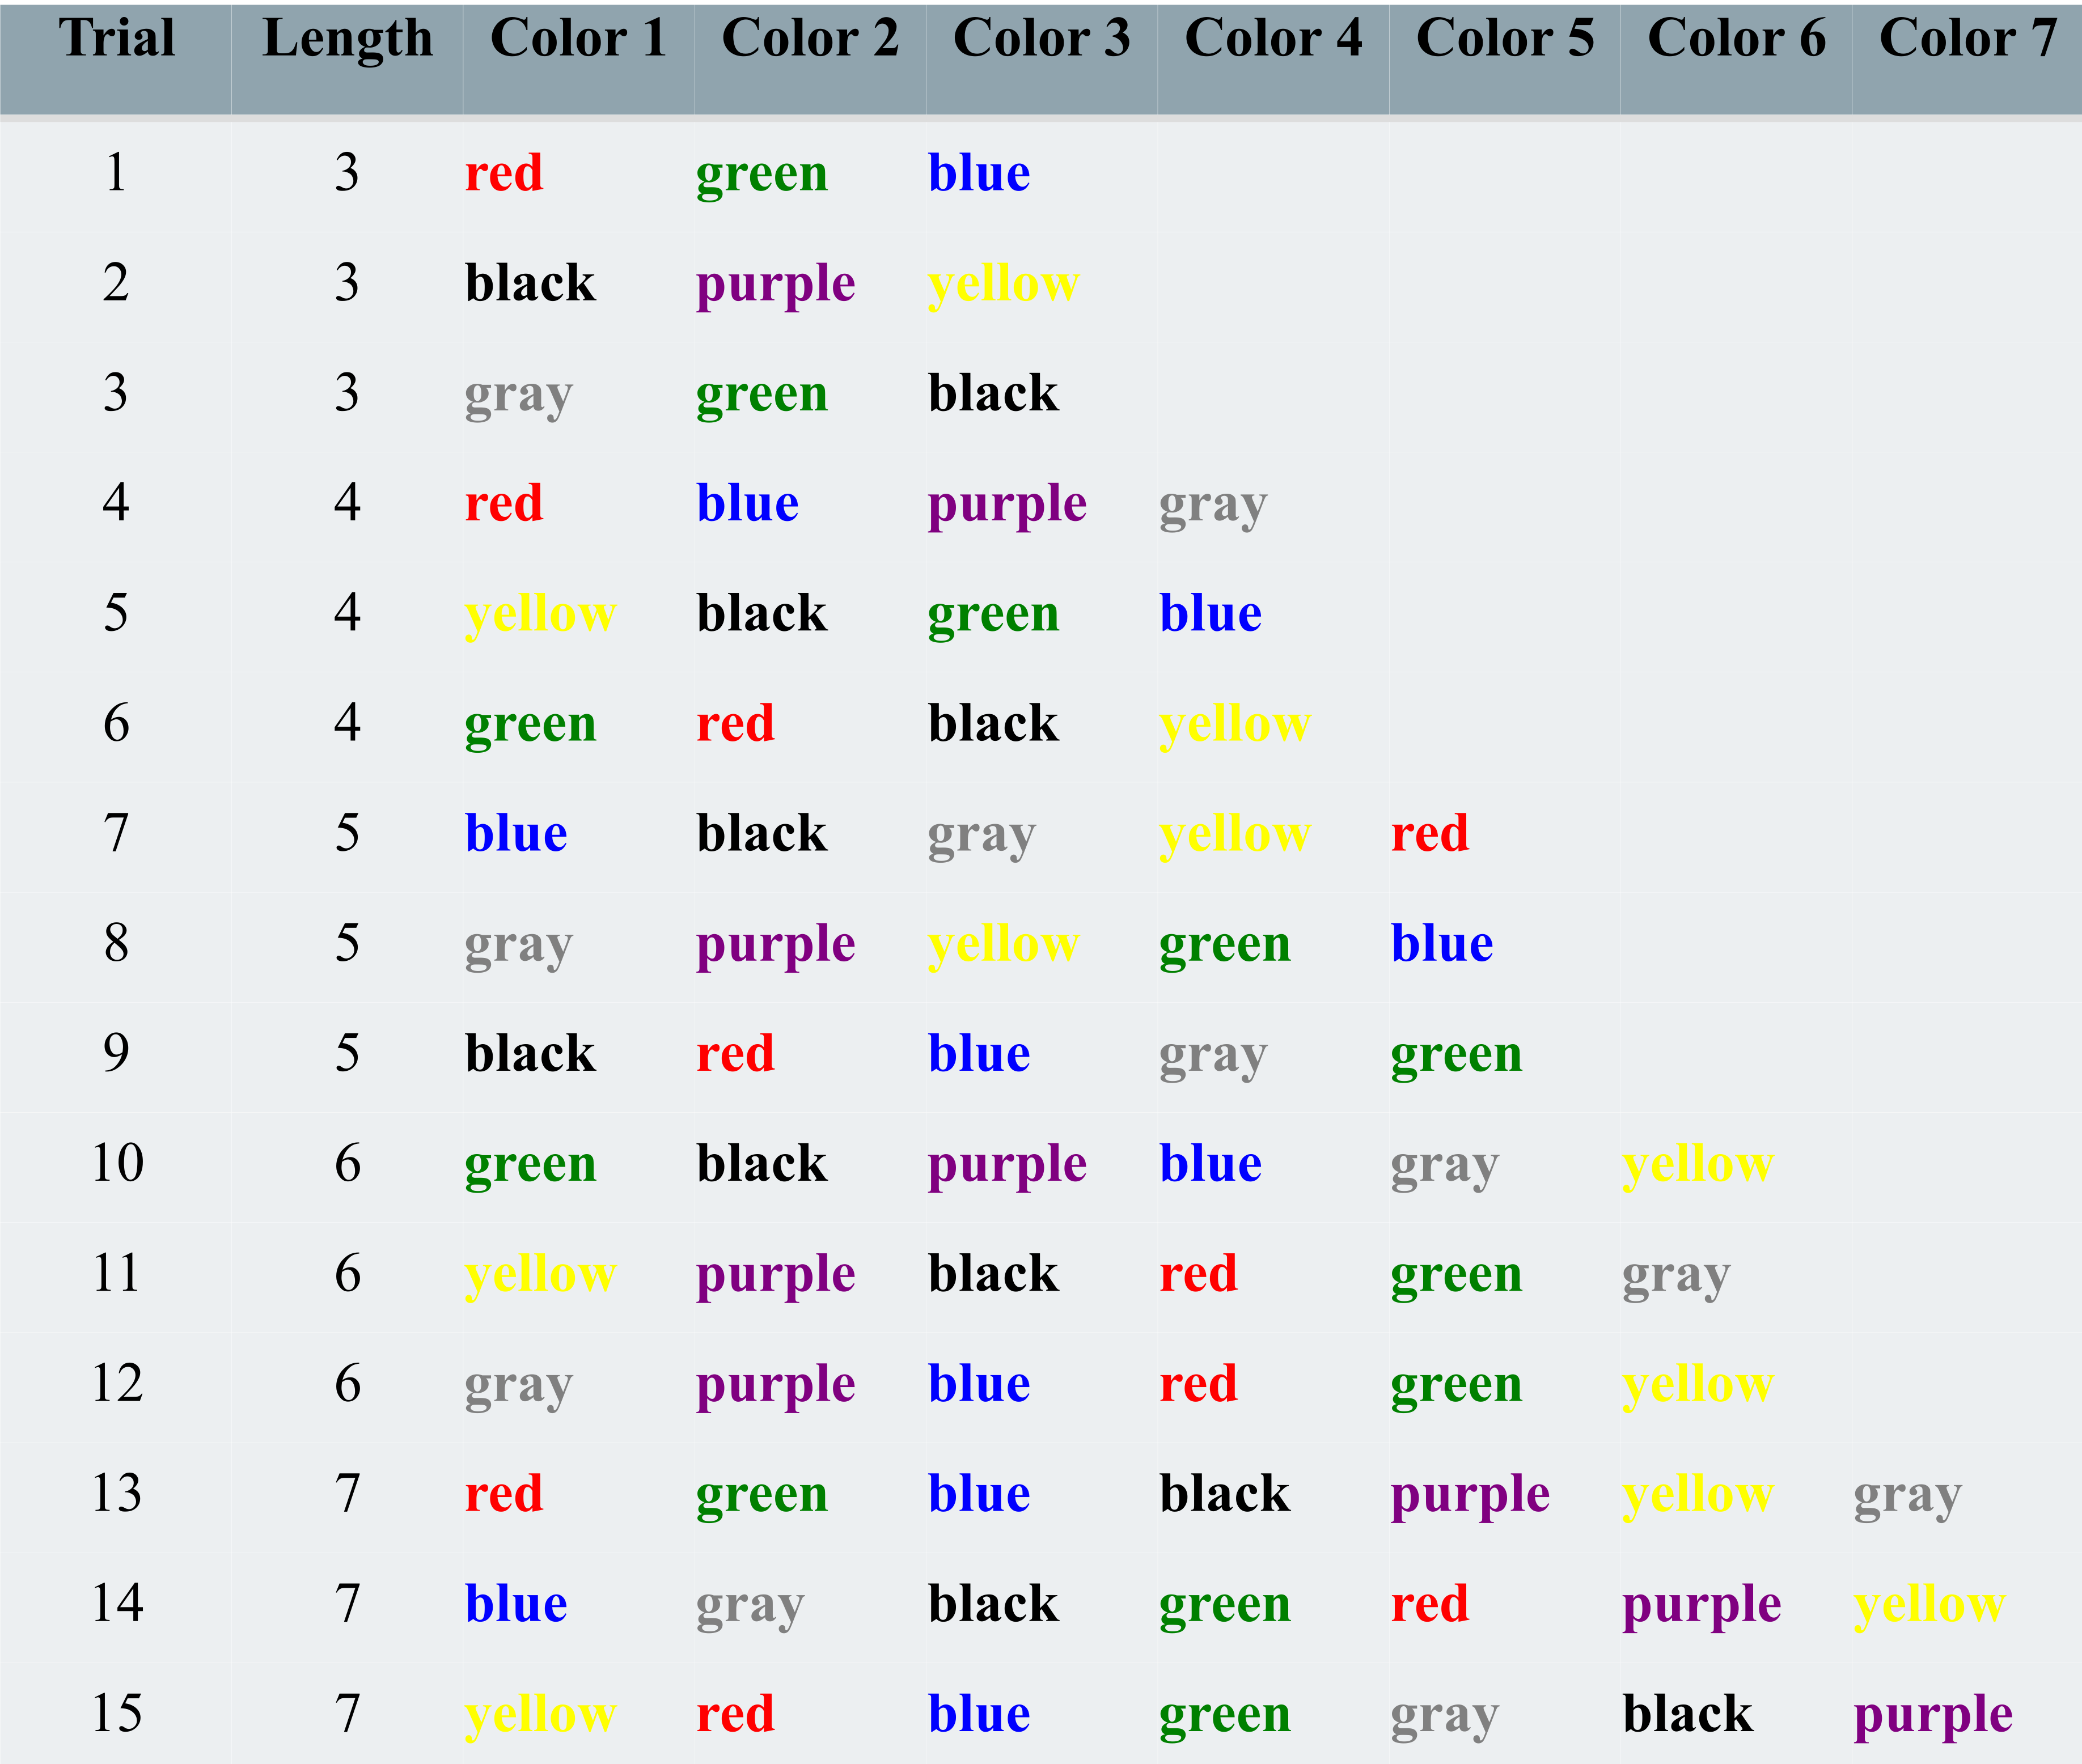 Trial Length Color 1 Color 2 Color 3 Color 4 Color 5 Color 6 Color 7
1 3 red green blue
2 3 black purple yellow
3 3 gray green black
4 4 red blue purple gray
5 4 yellow black green blue
6 4 green red black yellow
7 5 blue black gray yellow red
8 5 gray purple yellow green blue
9 5 black red blue gray green
10 6 green black purple blue gray yellow
11 6 yellow purple black red green gray
12 6 gray purple blue red green yellow
13 7 red green blue black purple yellow gray
14 7 blue gray black green red purple yellow
15 7 yellow red blue green gray black purple